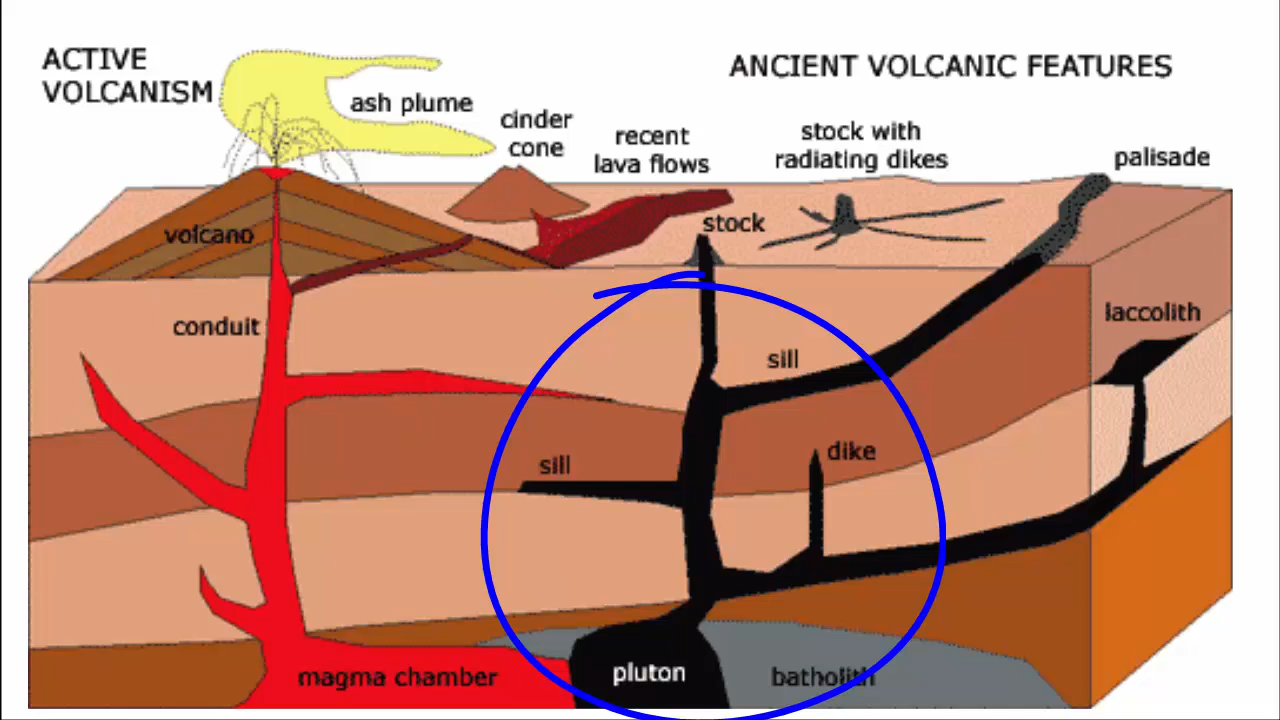 ACTIVE
VOLCANISM
ANCIENT VOLCANIC FEATURES
ash plume
cinder
cone
recent
lava flows
stock with
radiating dikes
palisade
volcano
stock
conduit
laccolith
sill
sill
dike
magma chamber
pluton
batholith